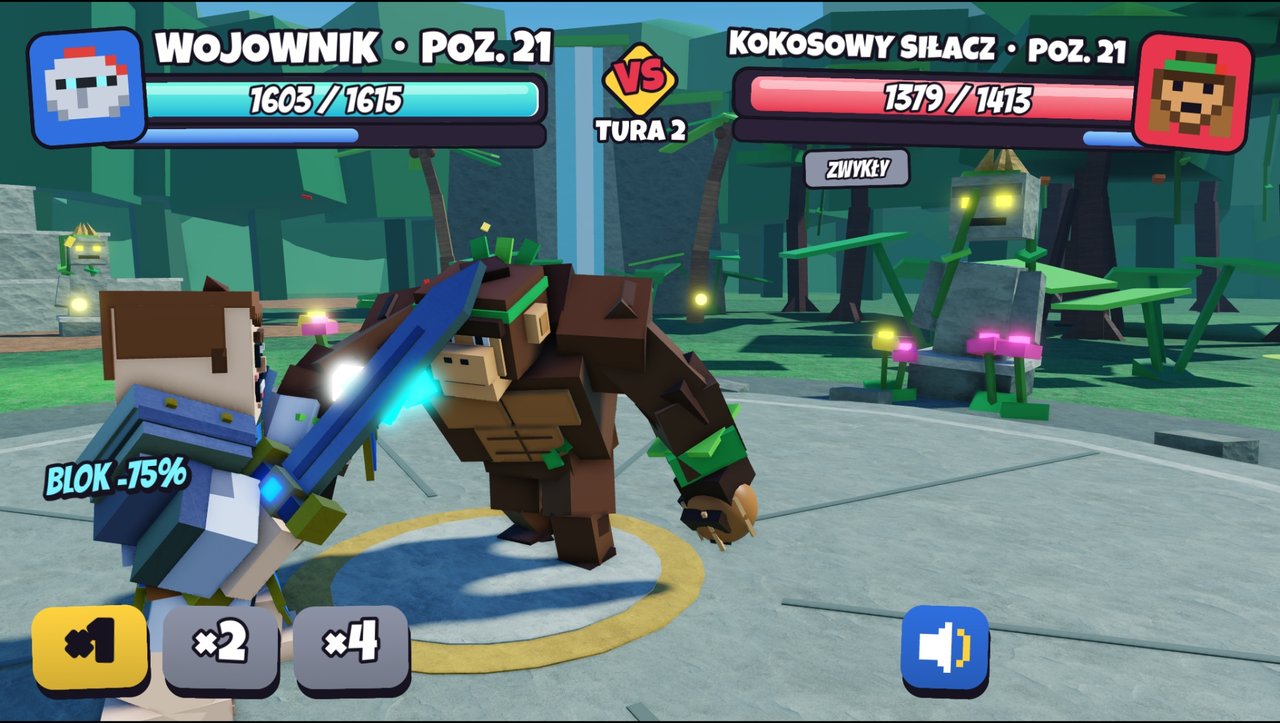 WOJOWNIK • POZ. 21
1603 / 1615
VS
TURA 2
KOKOSOWY SIŁACZ • POZ. 21
1379 / 1413
ZWYKŁY
BLOK -75%
×1
×2
×4